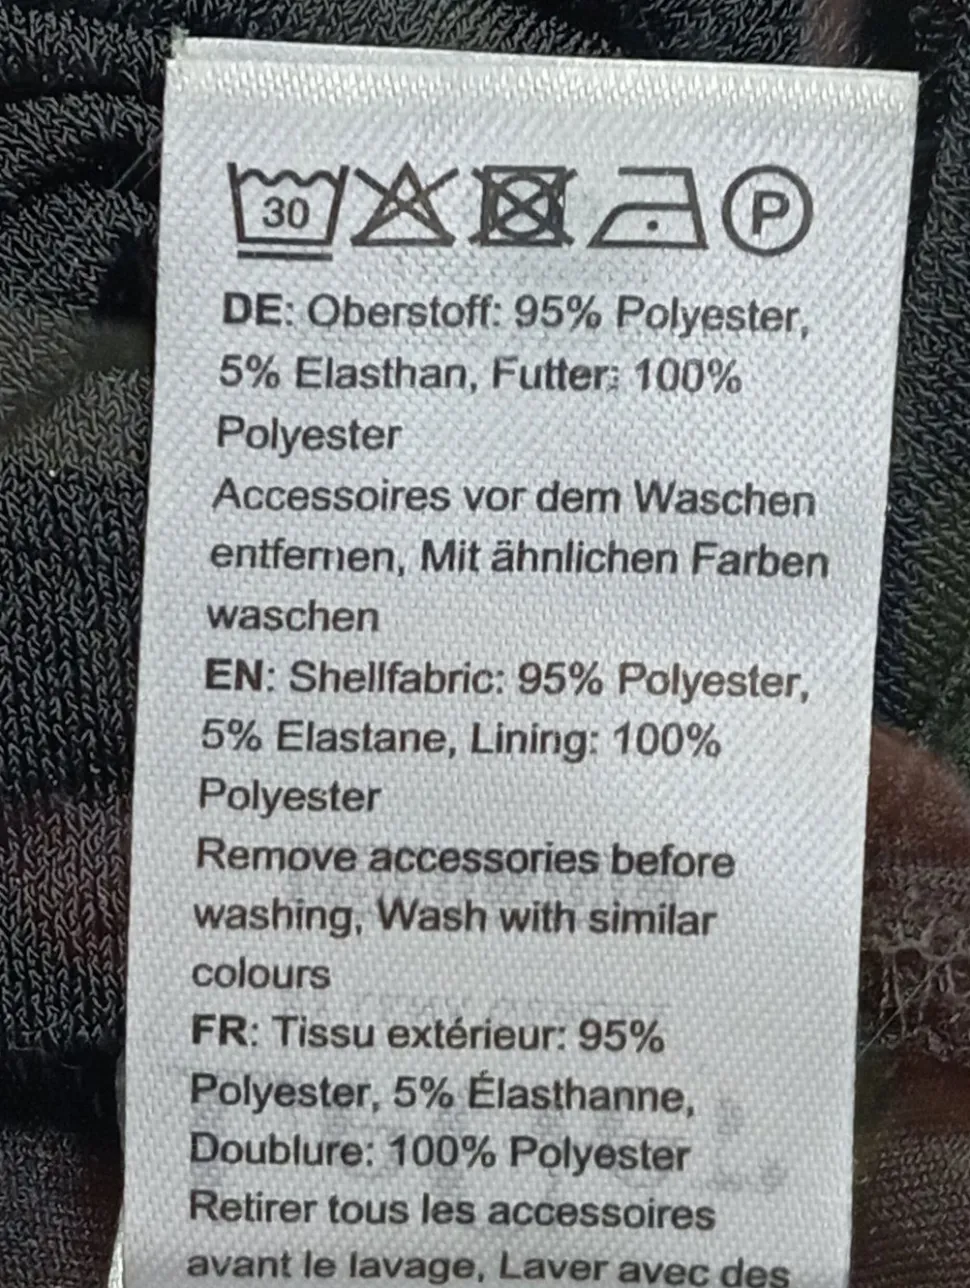 30
P
DE: Oberstoff: 95% Polyester,
5% Elasthan, Futter: 100%
Polyester
Accessoires vor dem Waschen
entfernen, Mit ähnlichen Farben
waschen
EN: Shellfabric: 95% Polyester,
5% Elastane, Lining: 100%
Polyester
Remove accessories before
washing, Wash with similar
colours
FR: Tissu extérieur: 95%
Polyester, 5% Élasthanne,
Doublure: 100% Polyester
Retirer tous les accessoires
avant le lavage, Laver avec des